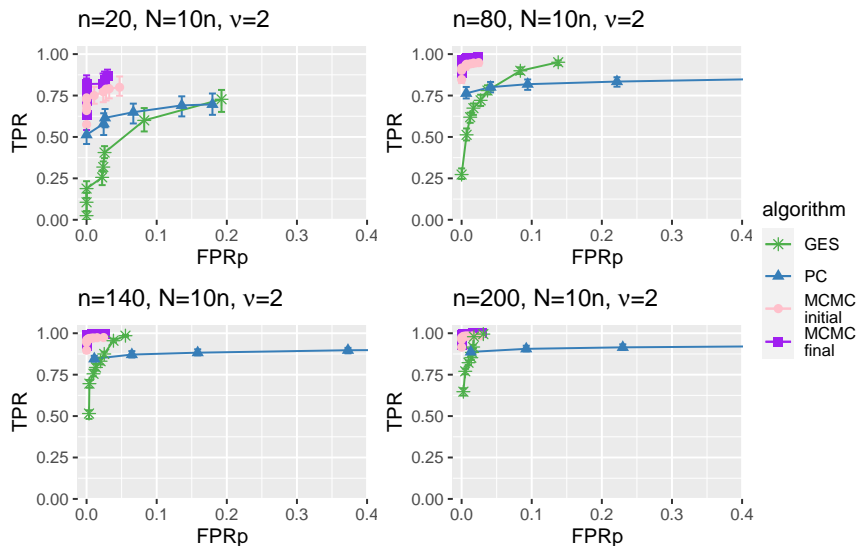 n=20, N=10n, ν=2
TPR
1.00
0.75
0.50
0.25
0.00
0.0 0.1 0.2 0.3 0.4
FPRp
n=80, N=10n, ν=2
TPR
1.00
0.75
0.50
0.25
0.00
0.0 0.1 0.2 0.3 0.4
FPRp
n=140, N=10n, ν=2
TPR
1.00
0.75
0.50
0.25
0.00
0.0 0.1 0.2 0.3 0.4
FPRp
n=200, N=10n, ν=2
TPR
1.00
0.75
0.50
0.25
0.00
0.0 0.1 0.2 0.3 0.4
FPRp
algorithm
GES
PC
MCMC
initial
MCMC
final